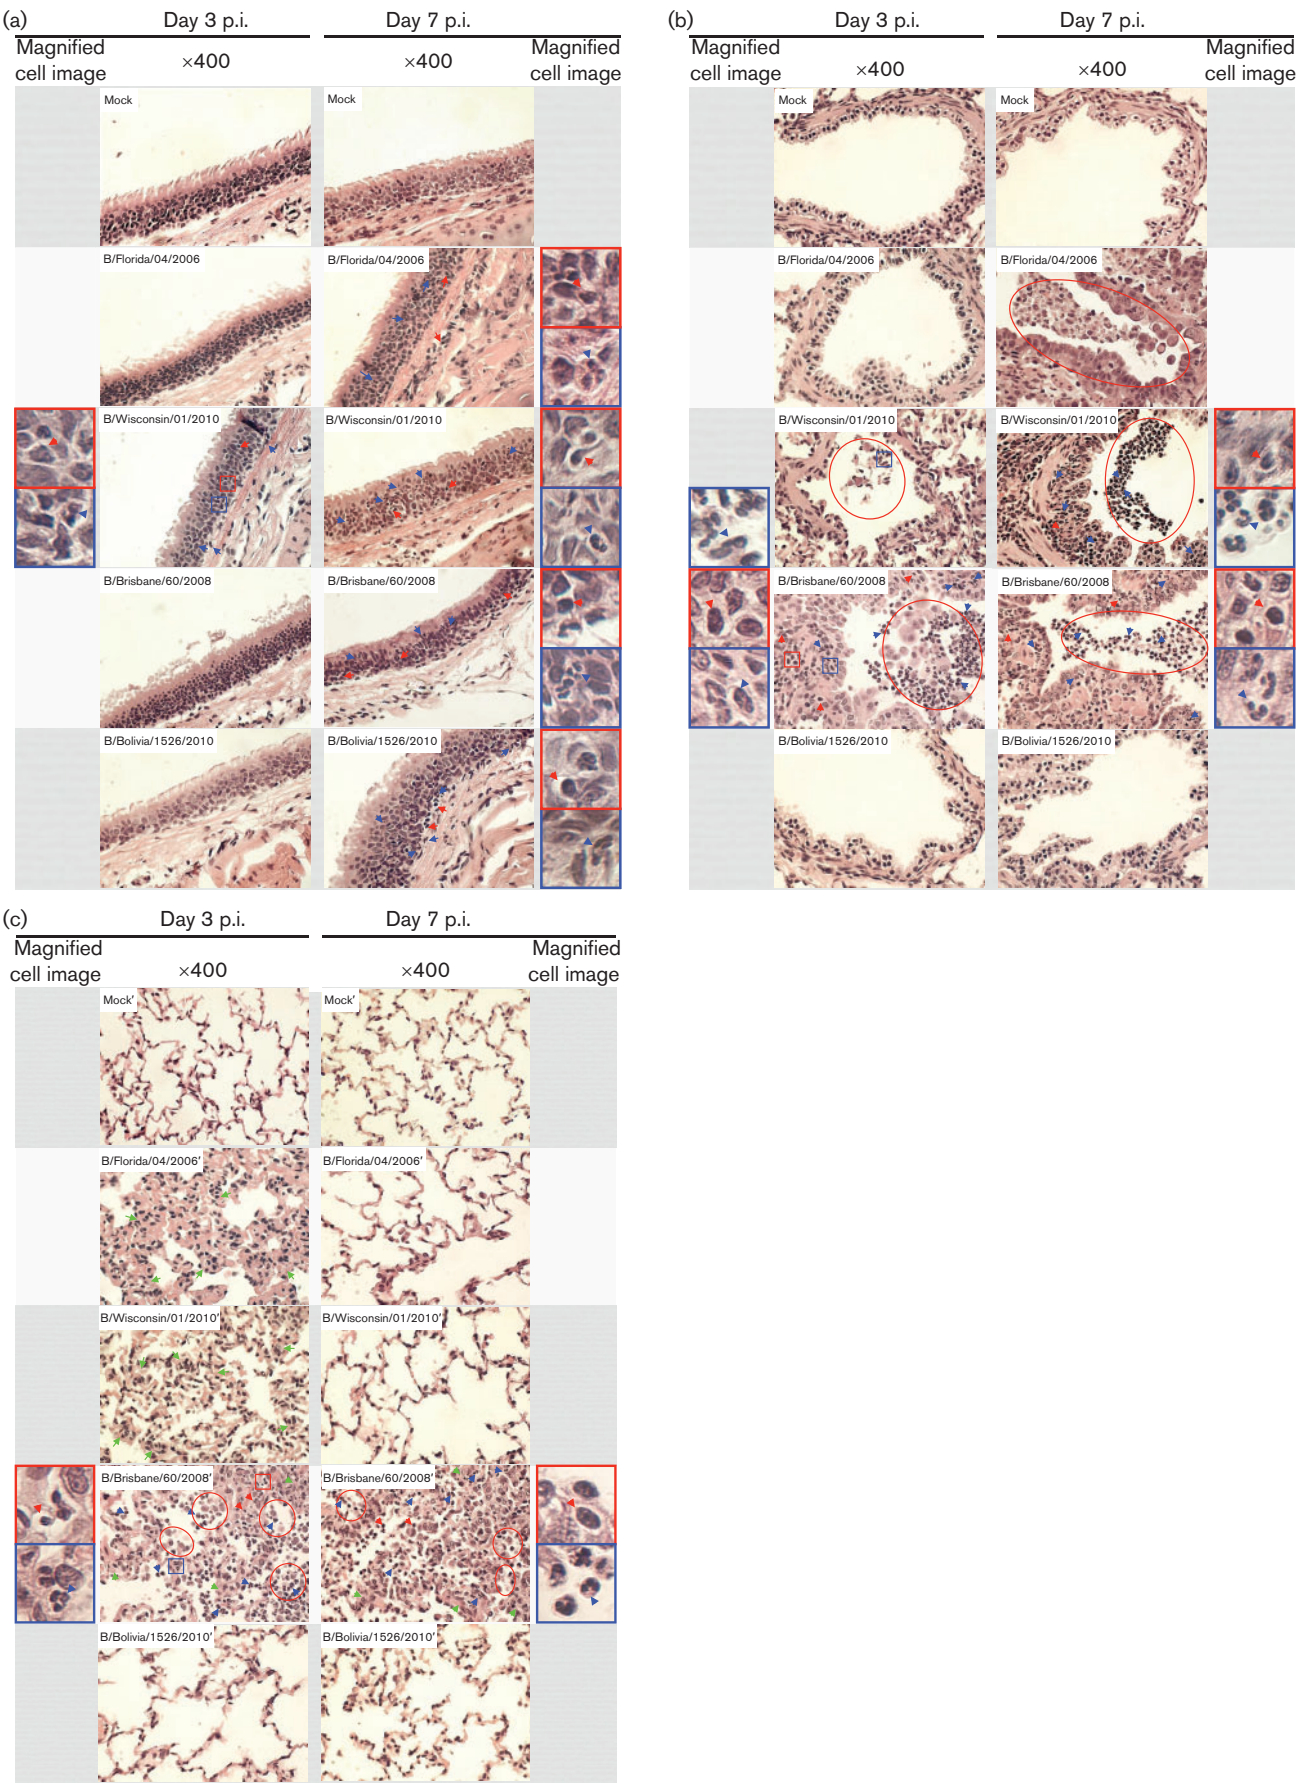 (a)
Day 3 p.i.
Day 7 p.i.
Magnified
cell image
×400
×400
Magnified
cell image
Mock
Mock
B/Florida/04/2006
B/Florida/04/2006
B/Wisconsin/01/2010
B/Wisconsin/01/2010
B/Brisbane/60/2008
B/Brisbane/60/2008
B/Bolivia/1526/2010
B/Bolivia/1526/2010
(b)
Day 3 p.i.
Day 7 p.i.
Magnified
cell image
×400
×400
Magnified
cell image
Mock
Mock
B/Florida/04/2006
B/Florida/04/2006
B/Wisconsin/01/2010
B/Wisconsin/01/2010
B/Brisbane/60/2008
B/Brisbane/60/2008
B/Bolivia/1526/2010
B/Bolivia/1526/2010
(c)
Day 3 p.i.
Day 7 p.i.
Magnified
cell image
×400
×400
Magnified
cell image
Mock′
Mock′
B/Florida/04/2006′
B/Florida/04/2006′
B/Wisconsin/01/2010′
B/Wisconsin/01/2010′
B/Brisbane/60/2008′
B/Brisbane/60/2008′
B/Bolivia/1526/2010′
B/Bolivia/1526/2010′